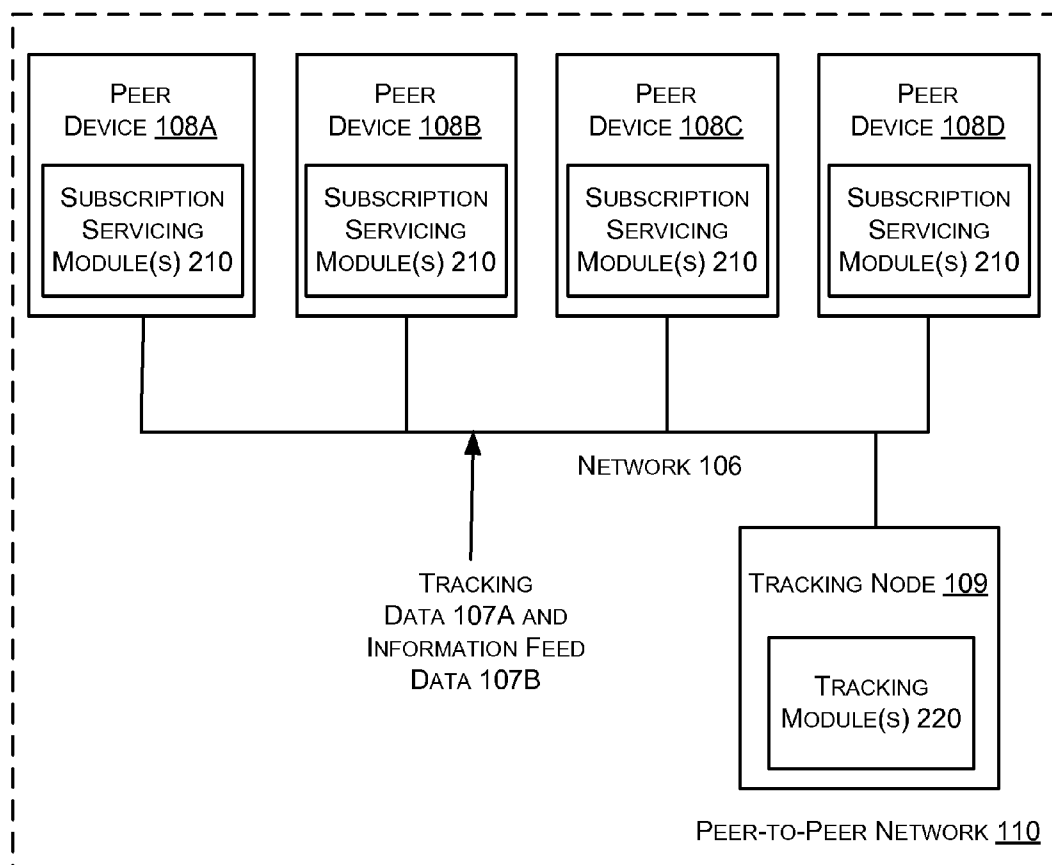 PEER
DEVICE 108A
SUBSCRIPTION
SERVICING
MODULE(S) 210
PEER
DEVICE 108B
SUBSCRIPTION
SERVICING
MODULE(S) 210
PEER
DEVICE 108C
SUBSCRIPTION
SERVICING
MODULE(S) 210
PEER
DEVICE 108D
SUBSCRIPTION
SERVICING
MODULE(S) 210
NETWORK 106
TRACKING
DATA 107A AND
INFORMATION FEED
DATA 107B
TRACKING NODE 109
TRACKING
MODULE(S) 220
PEER-TO-PEER NETWORK 110